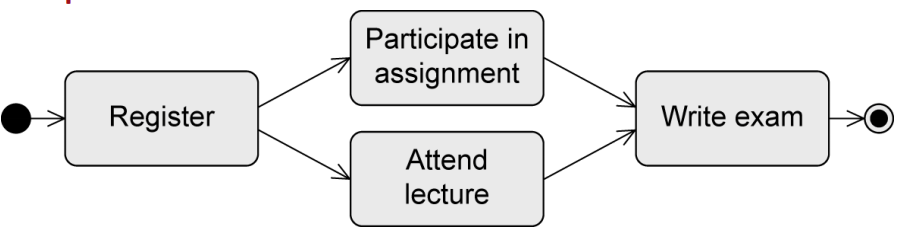 Participate in
assignment
Register
Write exam
Attend
lecture